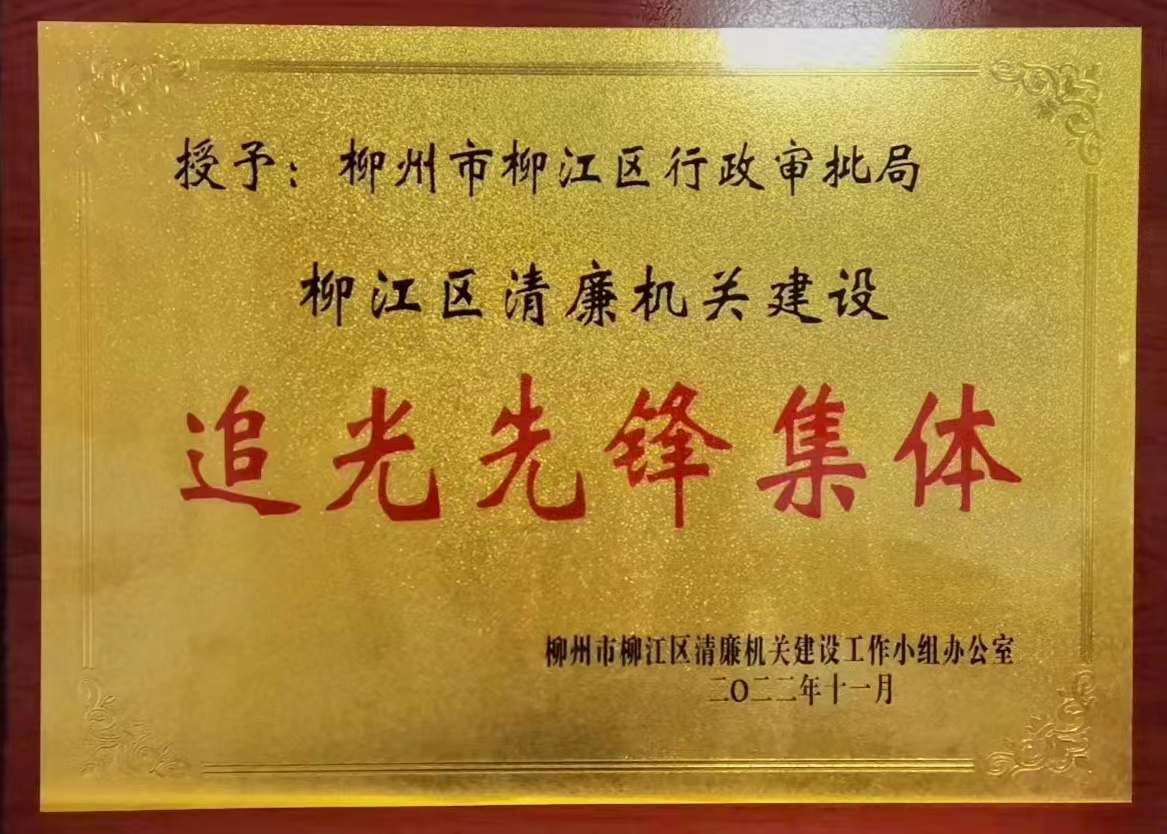 授予：柳州市柳江区行政审批局
柳江区清廉机关建设
追光先锋集体
柳州市柳江区清廉机关建设工作小组办公室
二〇二二年十一月